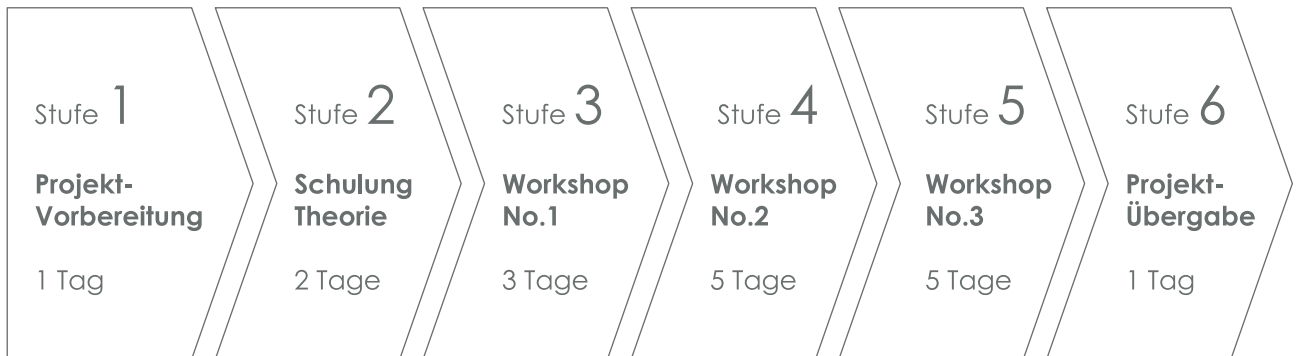 Stufe 1
Projekt-
Vorbereitung
1 Tag
Stufe 2
Schulung
Theorie
2 Tage
Stufe 3
Workshop
No.1
3 Tage
Stufe 4
Workshop
No.2
5 Tage
Stufe 5
Workshop
No.3
5 Tage
Stufe 6
Projekt-
Übergabe
1 Tag